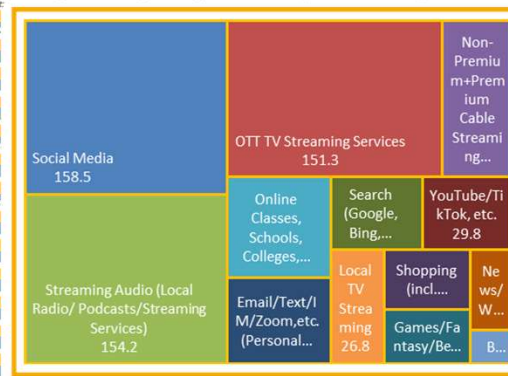 Social Media
158.5
Streaming Audio (Local
Radio/ Podcasts/Streaming
Services)
154.2
OTT TV Streaming Services
151.3
Non-
Premiu
m+Prem
ium
Cable
Streami
ng...
Online
Classes,
Schools,
Colleges,...
Email/Text/I
M/Zoom,etc.
(Personal...
Search
(Google,
Bing,...
YouTube/Ti
kTok, etc.
29.8
Local
TV
Strea
ming
26.8
Shopping
(incl....
Games/Fa
ntasy/Be...
Ne
ws/
W...
B...